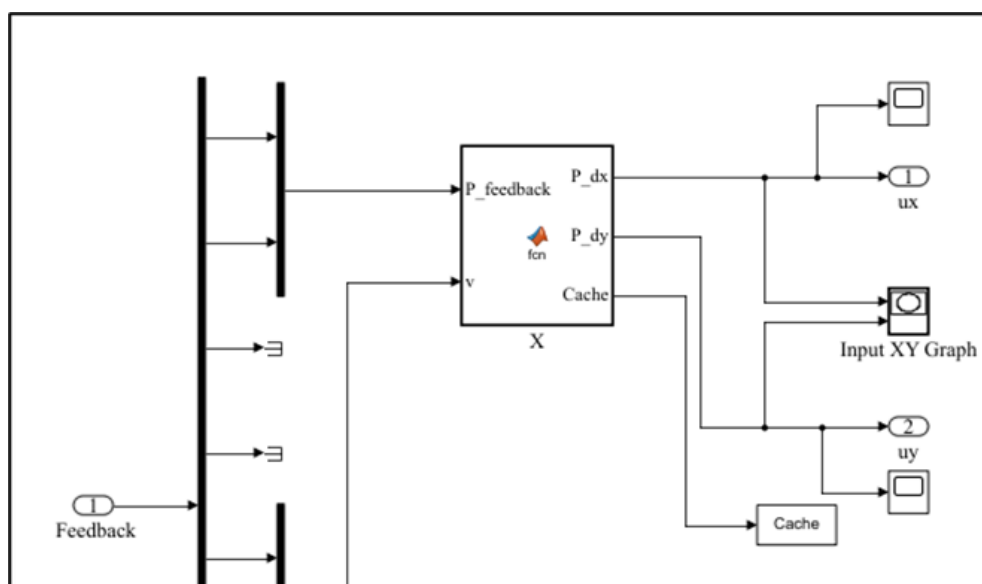 P_feedback
P_dx
1
ux
P_dy
fcn
v
Cache
X
Input XY Graph
2
uy
1
Feedback
Cache